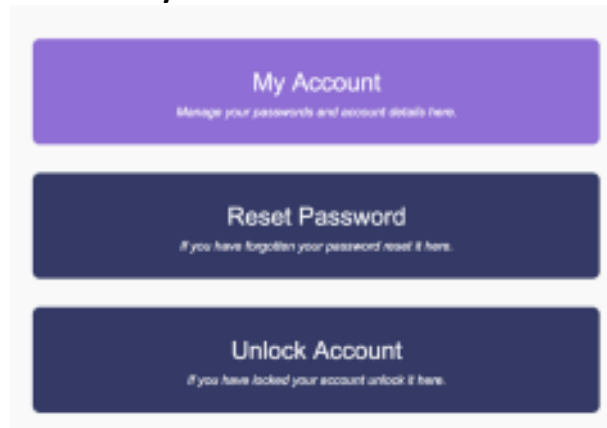 My Account
Manage your passwords and account details here.
Reset Password
If you have forgotten your password reset it here.
Unlock Account
If you have locked your account unlock it here.